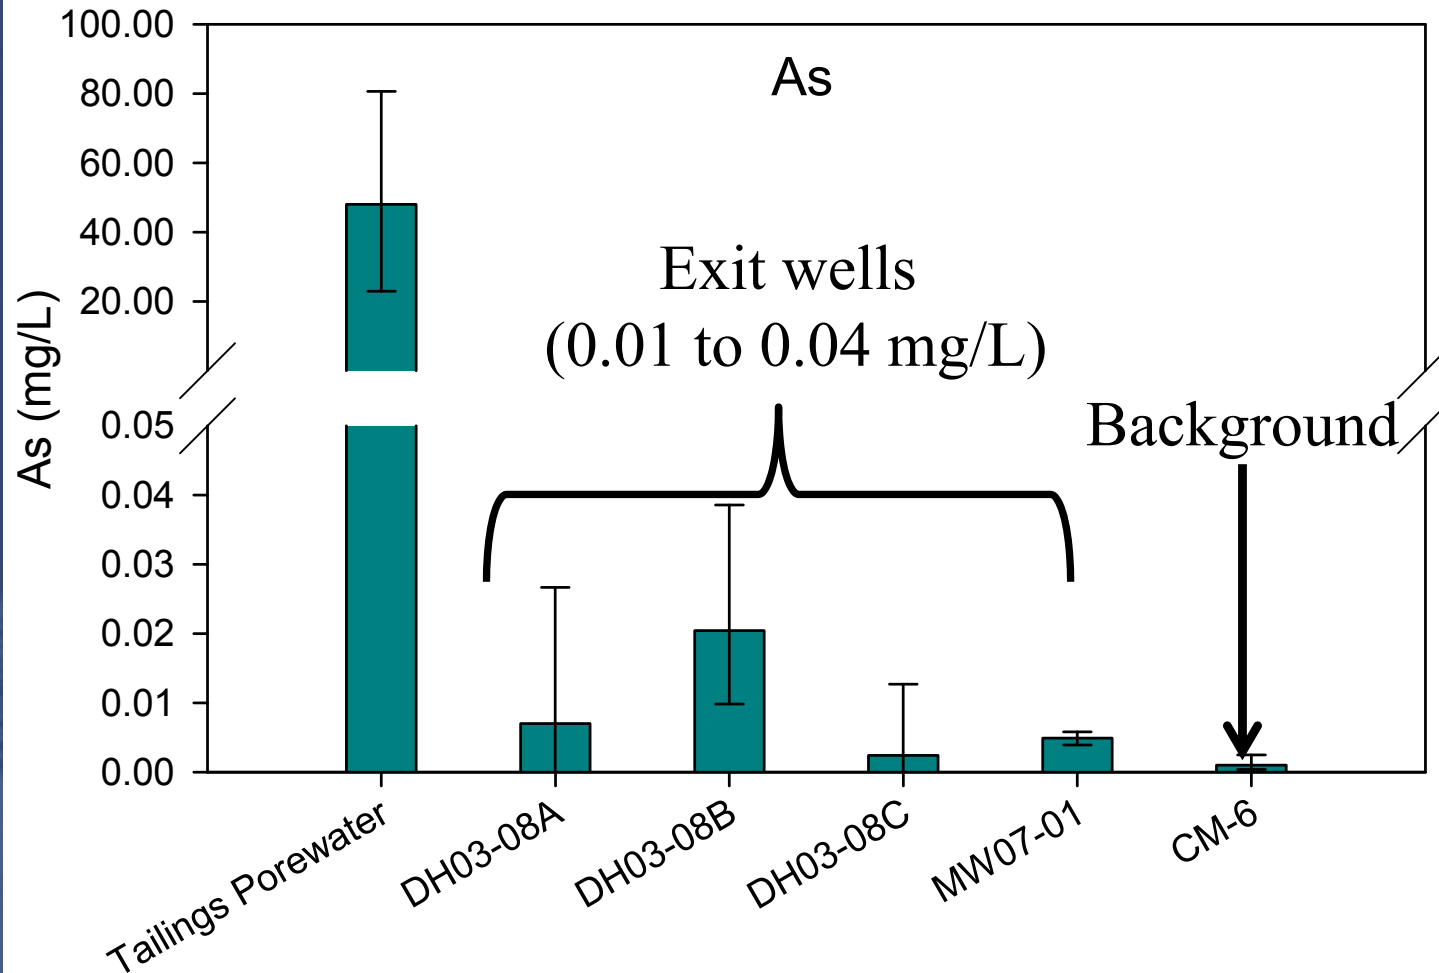 As
100.00
80.00
60.00
40.00
20.00
0.05
0.04
0.03
0.02
0.01
0.00
As (mg/L)
Exit wells
(0.01 to 0.04 mg/L)
Background
Tailings Porewater
DH03-08A
DH03-08B
DH03-08C
MW07-01
CM-6